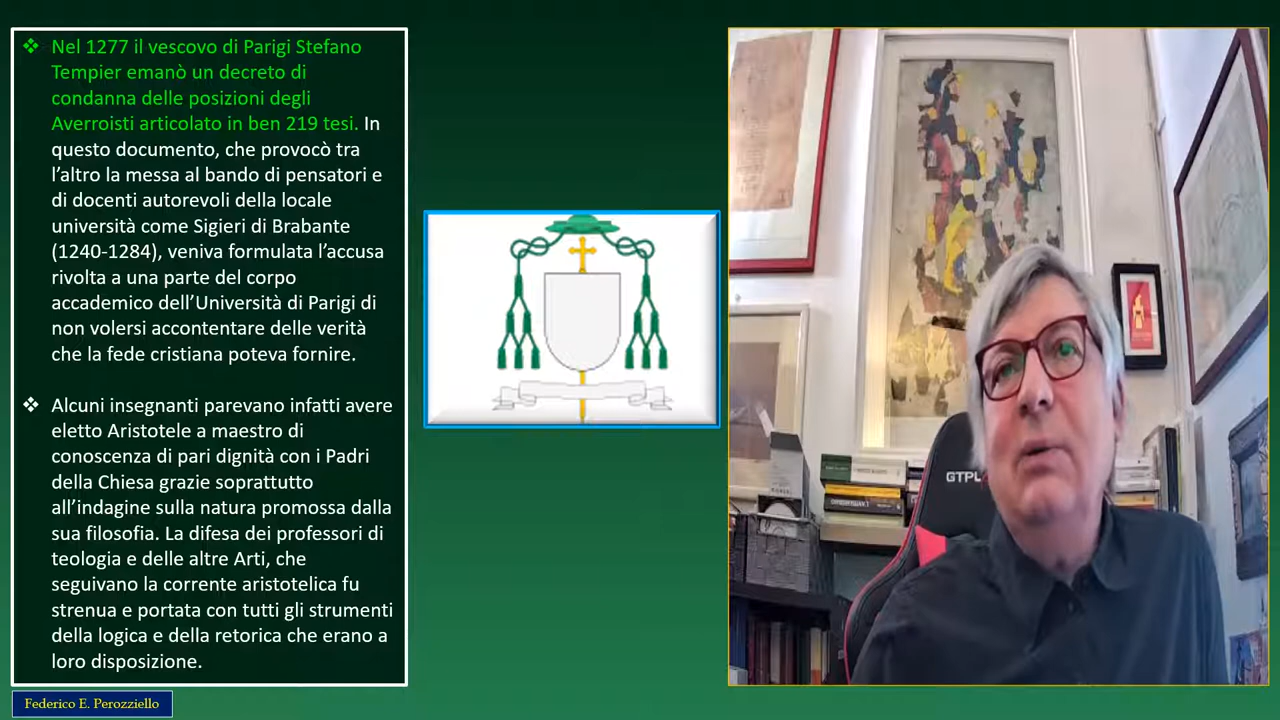 ❖ Nel 1277 il vescovo di Parigi Stefano
Tempier emanò un decreto di
condanna delle posizioni degli
Averroisti articolato in ben 219 tesi. In
questo documento, che provocò tra
l’altro la messa al bando di pensatori e
di docenti autorevoli della locale
università come Sigieri di Brabante
(1240-1284), veniva formulata l’accusa
rivolta a una parte del corpo
accademico dell’Università di Parigi di
non volersi accontentare delle verità
che la fede cristiana poteva fornire.
❖ Alcuni insegnanti parevano infatti avere
eletto Aristotele a maestro di
conoscenza di pari dignità con i Padri
della Chiesa grazie soprattutto
all’indagine sulla natura promossa dalla
sua filosofia. La difesa dei professori di
teologia e delle altre Arti, che
seguivano la corrente aristotelica fu
strenua e portata con tutti gli strumenti
della logica e della retorica che erano a
loro disposizione.
Federico E. Perozziello